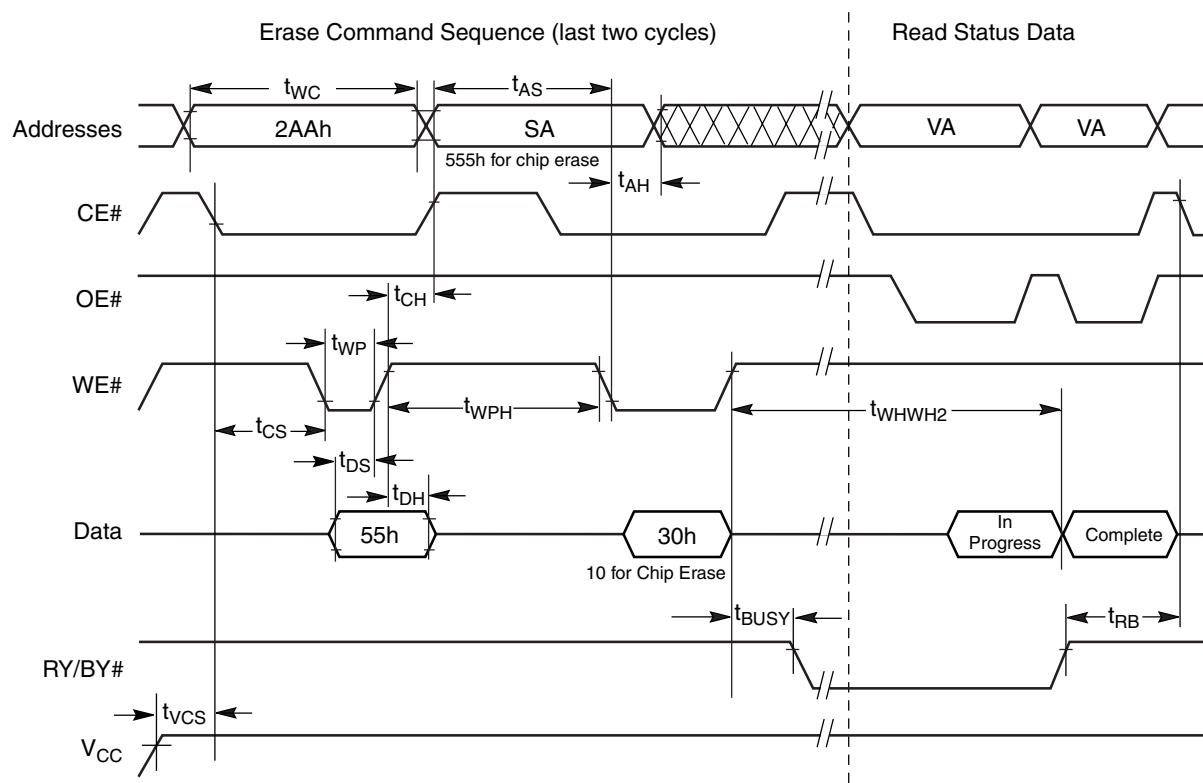 Erase Command Sequence (last two cycles)
Read Status Data
tWC
tAS
Addresses
2AAh
SA
VA
VA
555h for chip erase
tAH
CE#
OE#
tCH
tWP
WE#
tWPH
tWHWH2
tCS
tDS
tDH
Data
55h
30h
In
Progress
Complete
10 for Chip Erase
tBUSY
tRB
RY/BY#
tVCS
VCC